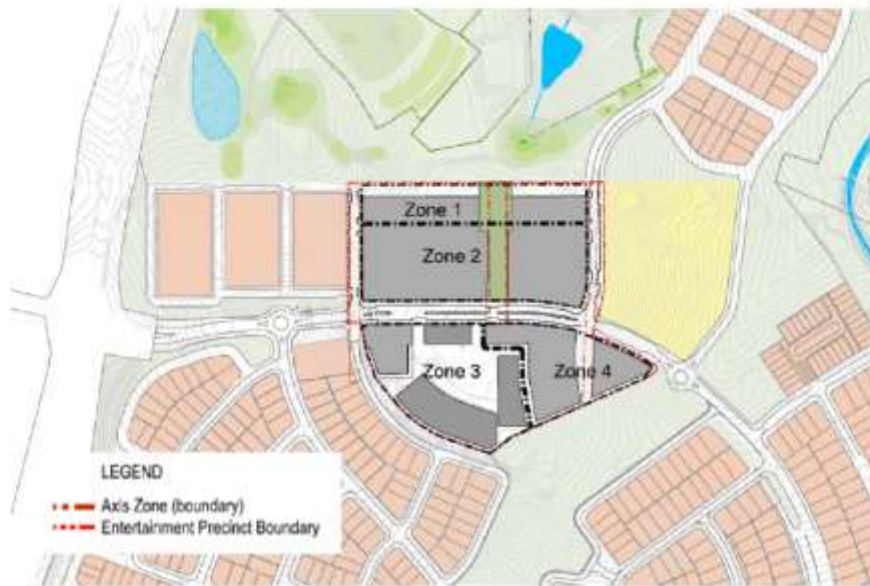 Zone 1
Zone 2
Zone 3
Zone 4
LEGEND
Axis Zone (boundary)
Entertainment Precinct Boundary